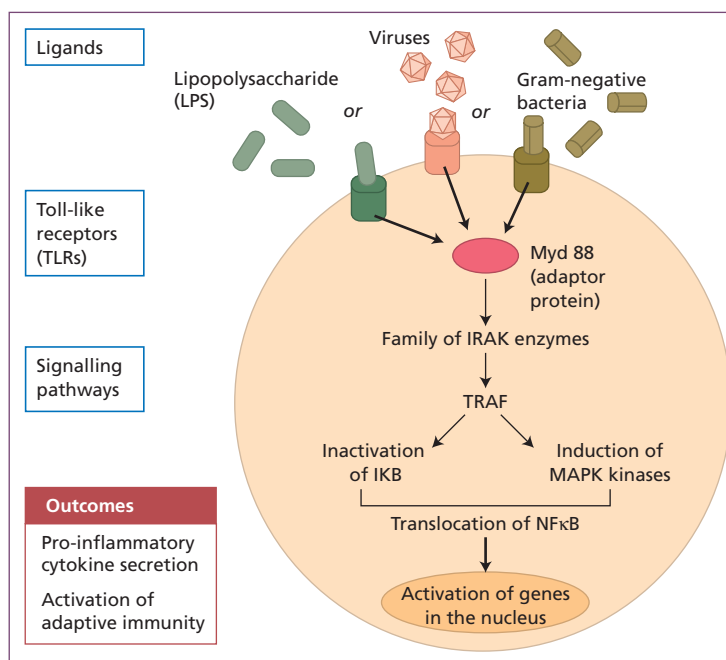 Ligands
Viruses
Lipopolysaccharide
(LPS)
or
or
Gram-negative
bacteria
Toll-like
receptors
(TLRs)
Myd 88
(adaptor
protein)
Family of IRAK enzymes
Signalling
pathways
TRAF
Inactivation
of IKB
Induction of
MAPK kinases
Outcomes
Pro-inflammatory
cytokine secretion
Activation of
adaptive immunity
Translocation of NFκB
Activation of genes
in the nucleus